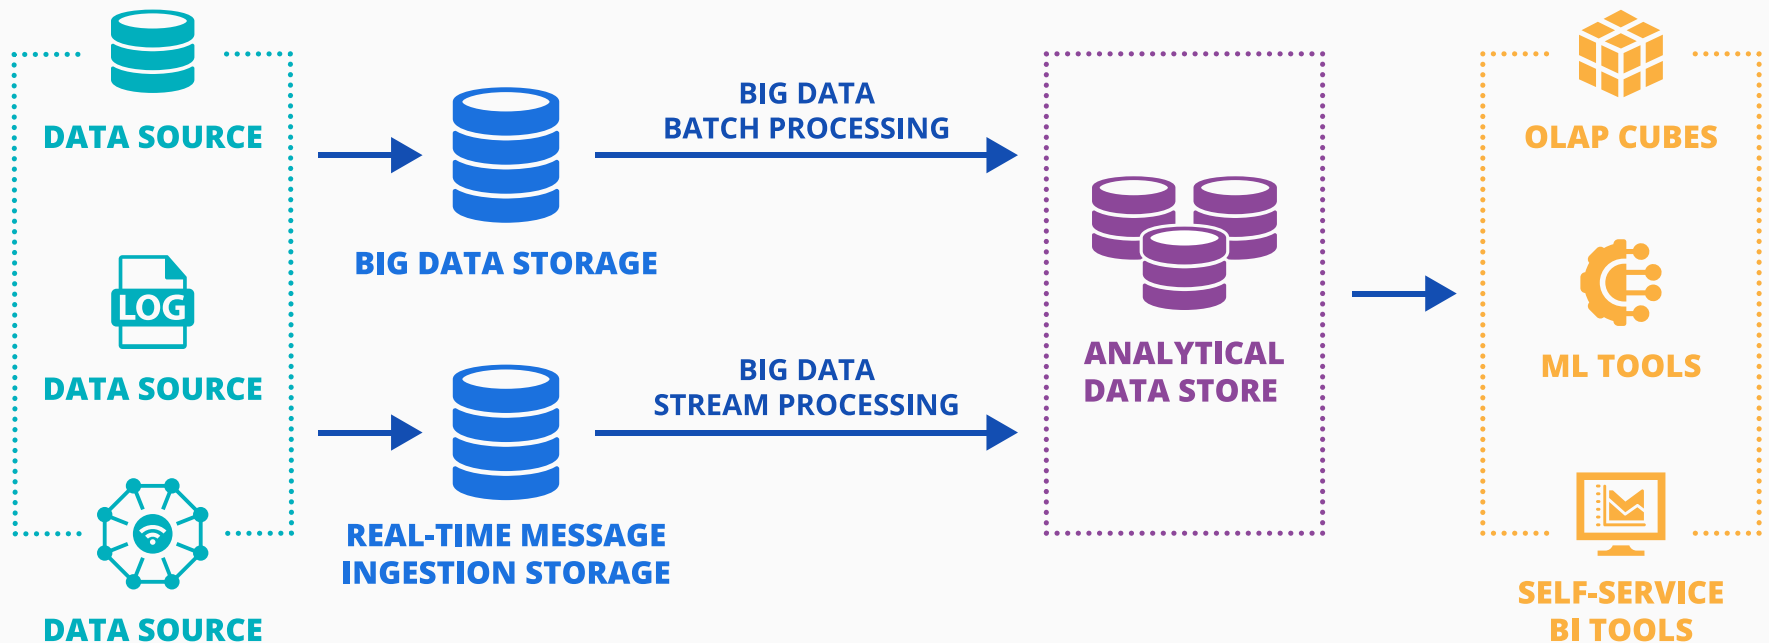 DATA SOURCE
LOG
DATA SOURCE
DATA SOURCE
BIG DATA STORAGE
REAL-TIME MESSAGE
INGESTION STORAGE
BIG DATA
BATCH PROCESSING
BIG DATA
STREAM PROCESSING
ANALYTICAL
DATA STORE
OLAP CUBES
ML TOOLS
SELF-SERVICE
BI TOOLS